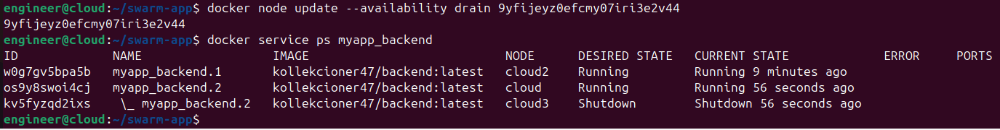 engineer@cloud:~/swarm-app$ docker node update --availability drain 9yfijeyz0efcmy07iri3e2v44
9yfijeyz0efcmy07iri3e2v44
engineer@cloud:~/swarm-app$ docker service ps myapp_backend
ID             NAME                  IMAGE                           NODE      DESIRED STATE   CURRENT STATE             ERROR     PORTS
w0g7gv5bpa5b   myapp_backend.1       kollekcioner47/backend:latest   cloud2    Running         Running 9 minutes ago
os9y8swoi4cj   myapp_backend.2       kollekcioner47/backend:latest   cloud     Running         Running 56 seconds ago
kv5fyzqd2ixs    \_ myapp_backend.2   kollekcioner47/backend:latest   cloud3    Shutdown        Shutdown 56 seconds ago
engineer@cloud:~/swarm-app$